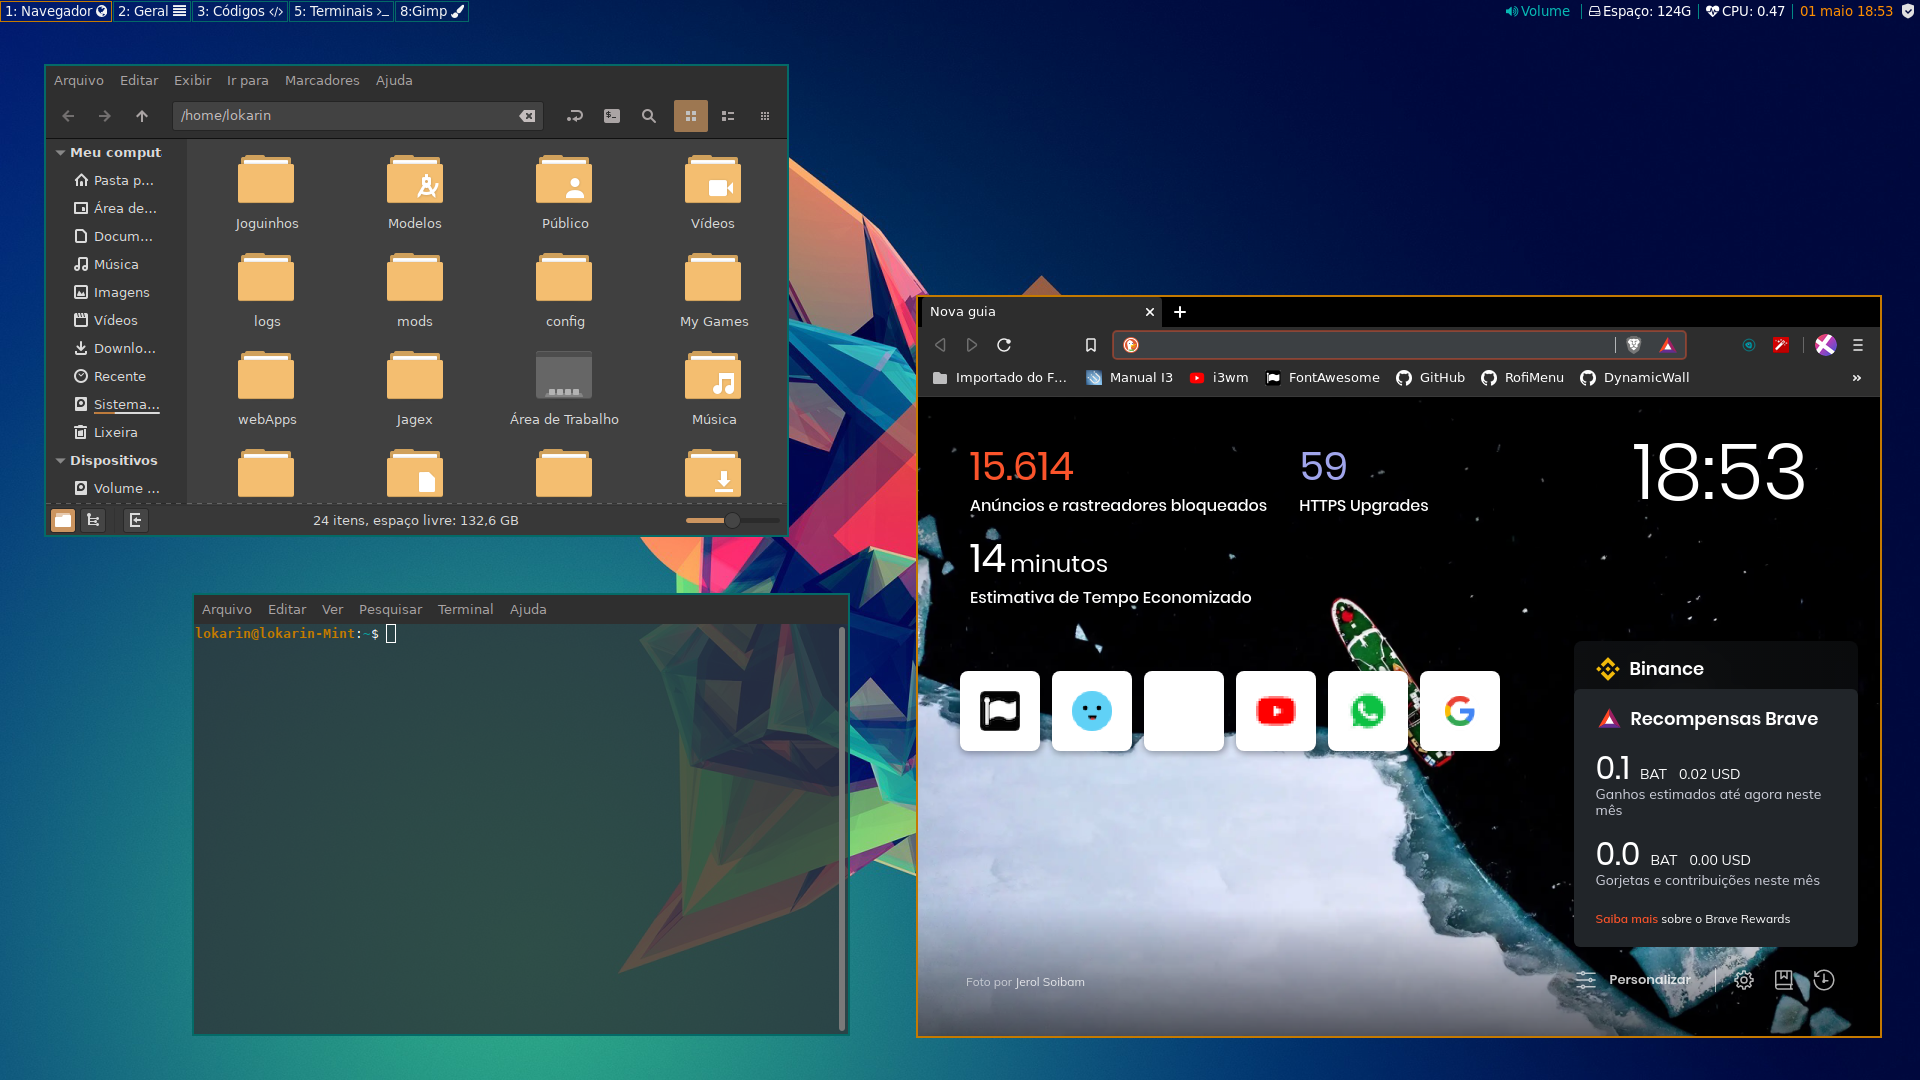 1: Navegador 2: Geral 3: Códigos </> 5: Terminais >_ 8:Gimp
Volume Espaço: 124G CPU: 0.47 01 maio 18:53
Arquivo Editar Exibir Ir para Marcadores Ajuda
/home/lokarin
Meu comput
Pasta p...
Área de...
Docum...
Música
Imagens
Vídeos
Downlo...
Recente
Sistema...
Lixeira
Dispositivos
Volume ...
Joguinhos Modelos Público Vídeos
logs mods config My Games
webApps Jagex Área de Trabalho Música
24 itens, espaço livre: 132,6 GB
Arquivo Editar Ver Pesquisar Terminal Ajuda
lokarin@lokarin-Mint:~$
Nova guia
Importado do F... Manual I3 i3wm FontAwesome GitHub RofiMenu DynamicWall »
15.614
Anúncios e rastreadores bloqueados
59
HTTPS Upgrades
18:53
14 minutos
Estimativa de Tempo Economizado
Binance
Recompensas Brave
0.1 BAT 0.02 USD
Ganhos estimados até agora neste
mês
0.0 BAT 0.00 USD
Gorjetas e contribuições neste mês
Saiba mais sobre o Brave Rewards
Foto por Jerol Soibam
Personalizar